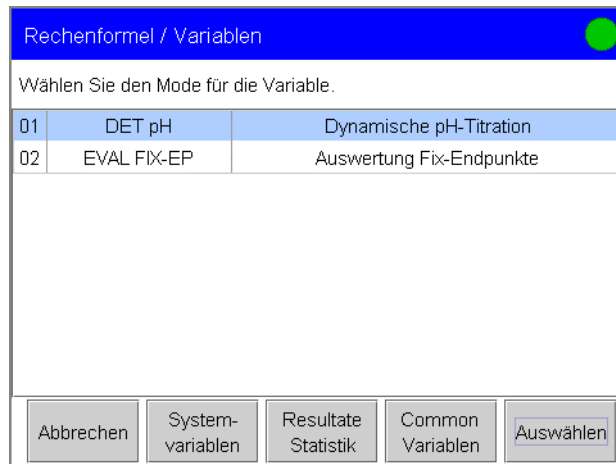 Rechenformel / Variablen
Wählen Sie den Mode für die Variable.
01 DET pH Dynamische pH-Titration
02 EVAL FIX-EP Auswertung Fix-Endpunkte
Abbrechen
System-
variablen
Resultate
Statistik
Common
Variablen
Auswählen